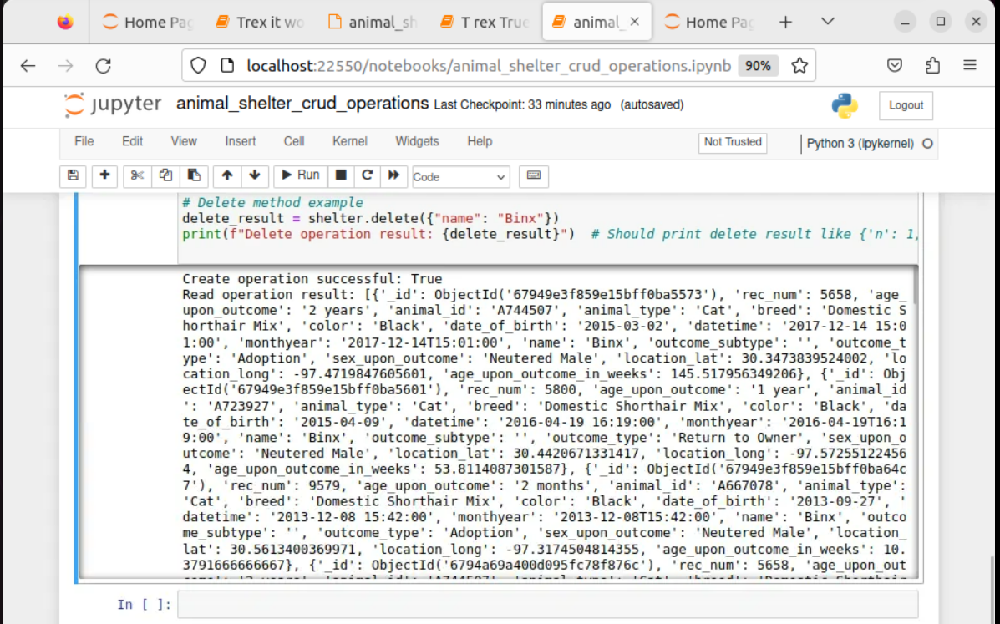 Home Pag
Trex it wo
animal_sh
T rex True
animal_
Home Pag
localhost:22550/notebooks/animal_shelter_crud_operations.ipynb
90%
jupyter
animal_shelter_crud_operations Last Checkpoint: 33 minutes ago (autosaved)
Logout
File Edit View Insert Cell Kernel Widgets Help
Not Trusted
Python 3 (ipykernel)
Run
Code
# Delete method example
delete_result = shelter.delete({"name": "Binx"})
print(f"Delete operation result: {delete_result}")  # Should print delete result like {'n': 1,
Create operation successful: True
Read operation result: [{'_id': ObjectId('67949e3f859e15bff0ba5573'), 'rec_num': 5658, 'age_
upon_outcome': '2 years', 'animal_id': 'A744507', 'animal_type': 'Cat', 'breed': 'Domestic S
horthair Mix', 'color': 'Black', 'date_of_birth': '2015-03-02', 'datetime': '2017-12-14 15:0
1:00', 'monthyear': '2017-12-14T15:01:00', 'name': 'Binx', 'outcome_subtype': '', 'outcome_t
ype': 'Adoption', 'sex_upon_outcome': 'Neutered Male', 'location_lat': 30.3473839524002, 'lo
cation_long': -97.4719847605601, 'age_upon_outcome_in_weeks': 145.517956349206}, {'_id': Obj
ectId('67949e3f859e15bff0ba5601'), 'rec_num': 5800, 'age_upon_outcome': '1 year', 'animal_id
': 'A723927', 'animal_type': 'Cat', 'breed': 'Domestic Shorthair Mix', 'color': 'Black', 'da
te_of_birth': '2015-04-09', 'datetime': '2016-04-19 16:19:00', 'monthyear': '2016-04-19T16:1
9:00', 'name': 'Binx', 'outcome_subtype': '', 'outcome_type': 'Return to Owner', 'sex_upon_o
utcome': 'Neutered Male', 'location_lat': 30.4420671331417, 'location_long': -97.57255122456
4, 'age_upon_outcome_in_weeks': 53.8114087301587}, {'_id': ObjectId('67949e3f859e15bff0ba64c
7'), 'rec_num': 9579, 'age_upon_outcome': '2 months', 'animal_id': 'A667078', 'animal_type':
'Cat', 'breed': 'Domestic Shorthair Mix', 'color': 'Black', 'date_of_birth': '2013-09-27', '
datetime': '2013-12-08 15:42:00', 'monthyear': '2013-12-08T15:42:00', 'name': 'Binx', 'outco
me_subtype': '', 'outcome_type': 'Adoption', 'sex_upon_outcome': 'Neutered Male', 'location_
lat': 30.5613400369971, 'location_long': -97.3174504814355, 'age_upon_outcome_in_weeks': 10.
3791666666667}, {'_id': ObjectId('6794a69a400d095fc78f876c'), 'rec_num': 5658, 'age_upon_out
In [ ]: